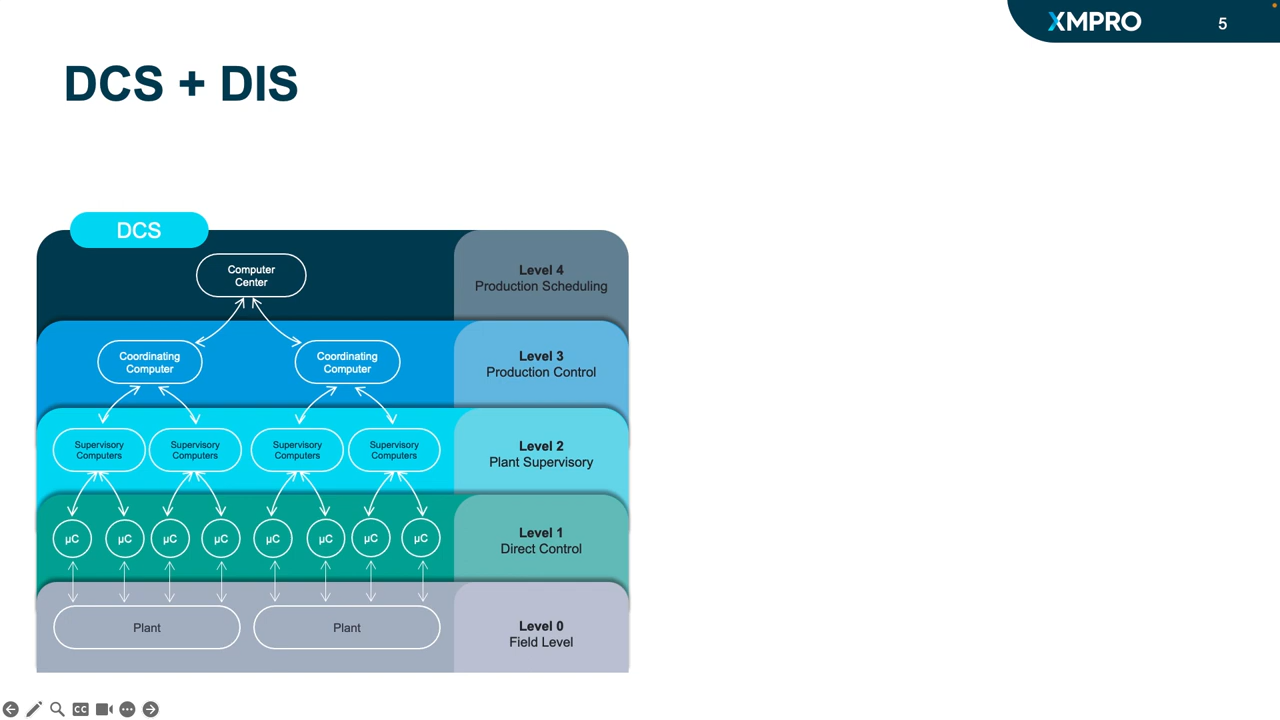 XMPRO
5
DCS + DIS
DCS
Computer
Center
Level 4
Production Scheduling
Coordinating
Computer
Coordinating
Computer
Level 3
Production Control
Supervisory
Computers
Supervisory
Computers
Supervisory
Computers
Supervisory
Computers
Level 2
Plant Supervisory
µC
µC
µC
µC
µC
µC
µC
µC
Level 1
Direct Control
Plant
Plant
Level 0
Field Level
CC